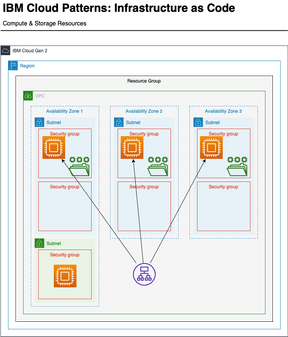 IBM Cloud Patterns: Infrastructure as Code
Compute & Storage Resources
IBM Cloud Gen 2
Region
Resource Group
VPC
Availability Zone 1
Availability Zone 2
Availability Zone 3
Subnet
Subnet
Subnet
Security group
Security group
Security group
Security group
Security group
Security group
Subnet
Security group